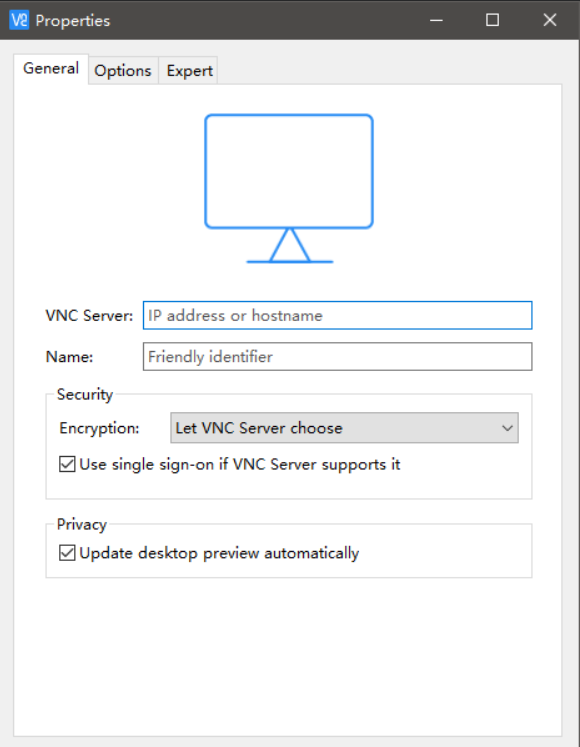 Properties
General Options Expert
VNC Server: IP address or hostname
Name: Friendly identifier
Security
Encryption: Let VNC Server choose
Use single sign-on if VNC Server supports it
Privacy
Update desktop preview automatically